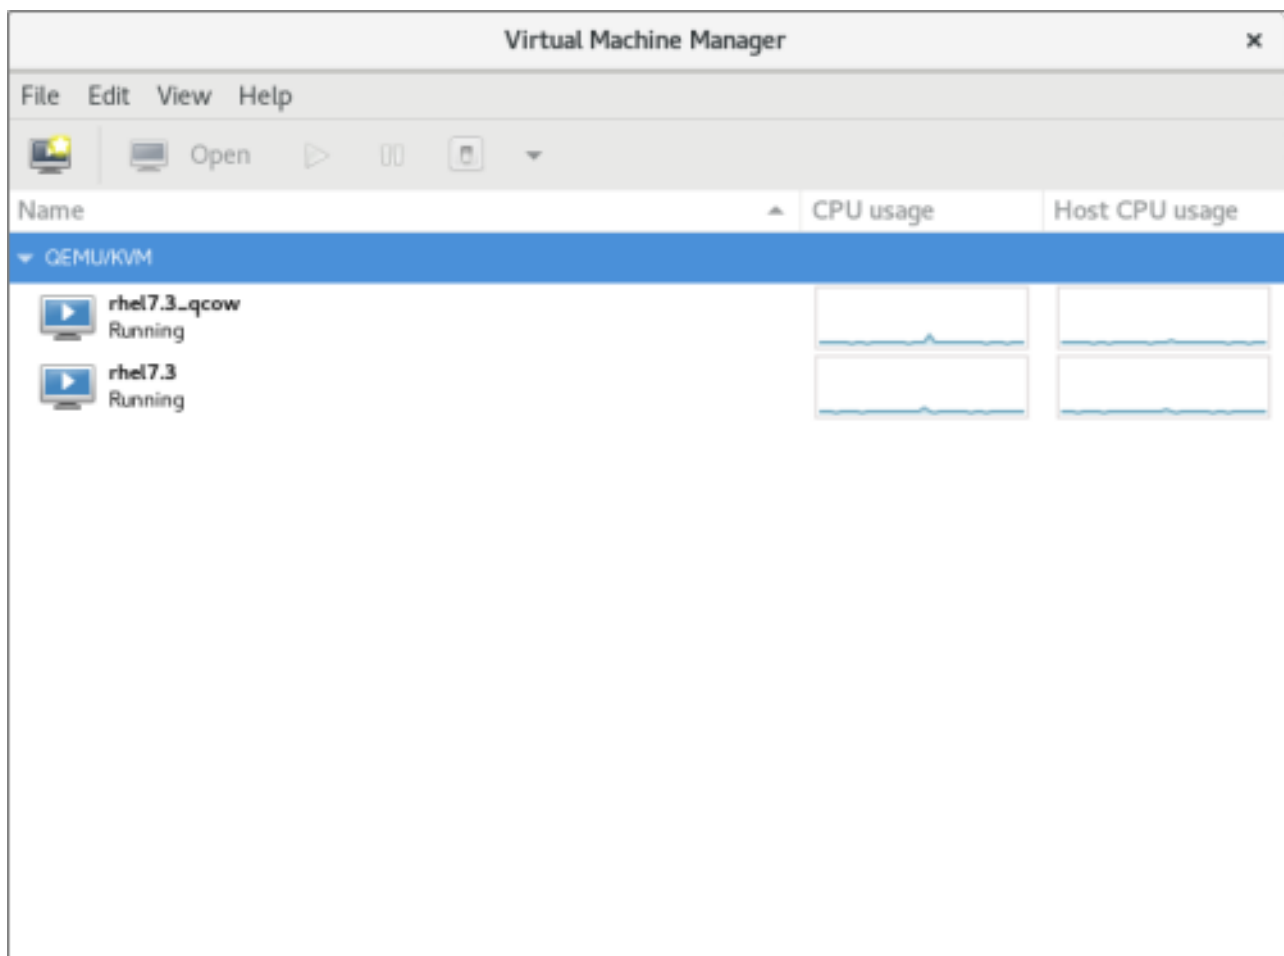 Virtual Machine Manager
File Edit View Help
Open
Name CPU usage Host CPU usage
QEMU/KVM
rhel7.3_qcow
Running
rhel7.3
Running